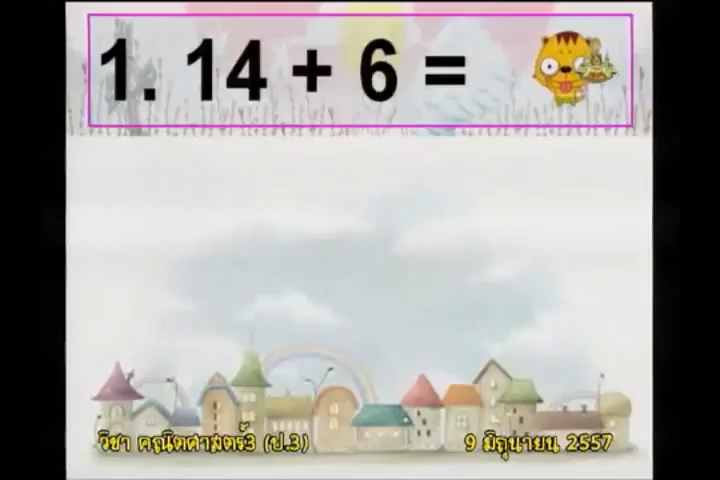 1. 14 + 6 =
วิชา คณิตศาสตร์3 (ป.3)
9 มิถุนายน 2557